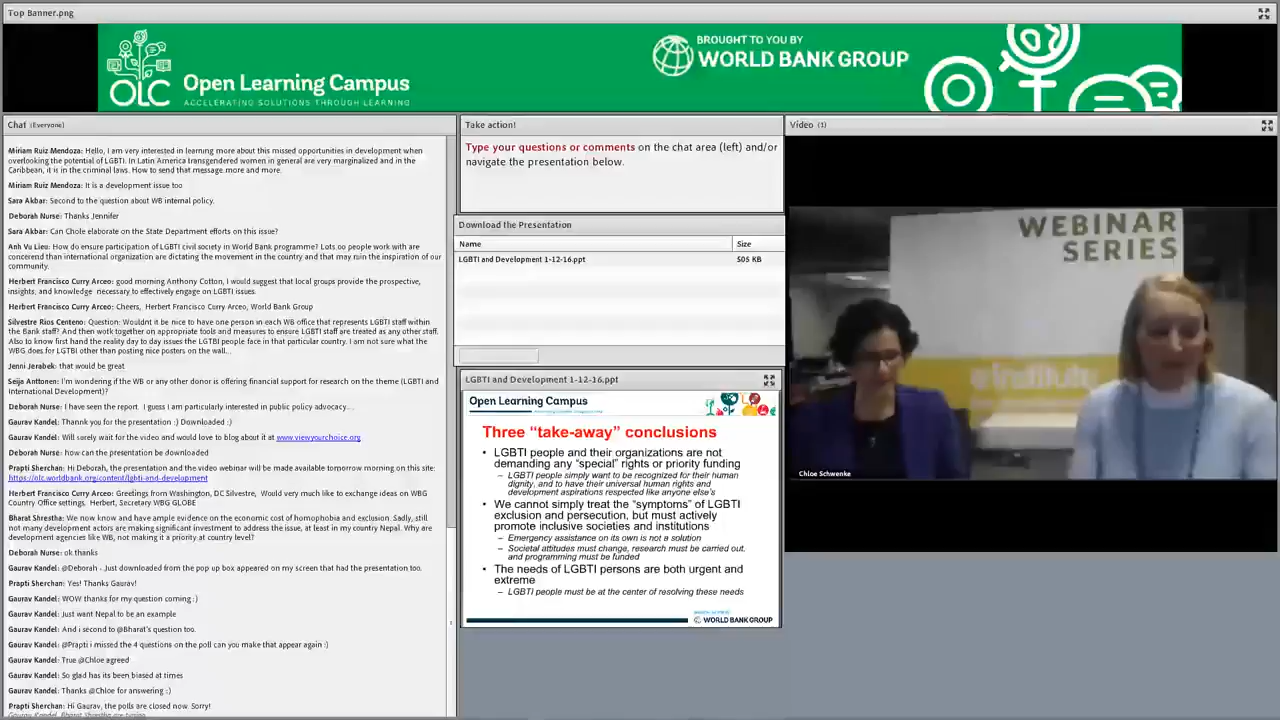 Top Banner.png
OLC
Open Learning Campus
ACCELERATING SOLUTIONS THROUGH LEARNING
BROUGHT TO YOU BY
WORLD BANK GROUP
Chat (Everyone)
Miriam Ruiz Mendoza: Hello, I am very interested in learning more about this missed opportunities in development when
overlooking the potential of LGBTI. In Latin America transgendered women in general are very marginalized and in the
Caribbean, it is in the criminal laws. How to send that message more and more.
Miriam Ruiz Mendoza: It is a development issue too
Sara Akbar: Second to the question about WB internal policy.
Deborah Nurse: Thanks Jennifer
Sara Akbar: Can Chole elaborate on the State Department efforts on this issue?
Anh Vu Lieu: How do ensure participation of LGBTI civil society in World Bank programme? Lots oo people work with are
concerend than international organization are dictating the movement in the country and that may ruin the inspiration of our
community.
Herbert Francisco Curry Arceo: good morning Anthony Cotton, I would suggest that local groups provide the prospective,
insights, and knowledge necessary to effectively engage on LGBTI issues.
Herbert Francisco Curry Arceo: Cheers, Herbert Francisco Curry Arceo, World Bank Group
Silvestre Rios Centeno: Question: Wouldnt it be nice to have one person in each WB office that represents LGBTI staff within
the Bank staff? And then work together on appropriate tools and measures to ensure LGBTI staff are treated as any other staff.
Also to know first hand the reality day to day issues the LGBTI people face in that particular country. I am not sure what the
WBG does for LGTBI other than posting nice posters on the wall...
Jenni Jerabek: that would be great
Seija Anttonen: I'm wondering if the WB or any other donor is offering financial support for research on the theme (LGBTI and
International Development)?
Deborah Nurse: I have seen the report. I guess I am particularly interested in public policy advocacy....
Gaurav Kandel: Thannk you for the presentation :) Downloaded :)
Gaurav Kandel: Will surely wait for the video and would love to blog about it at www.viewyourchoice.org
Deborah Nurse: how can the presentation be downloaded
Prapti Sherchan: Hi Deborah, the presentation and the video webinar will be made available tomorrow morning on this site:
https://olc.worldbank.org/content/lgbti-and-development
Herbert Francisco Curry Arceo: Greetings from Washington, DC Silvestre, Would very much like to exchange ideas on WBG
Country Office settings. Herbert, Secretary WBG GLOBE
Bharat Shrestha: We now know and have ample evidence on the economic cost of homophobia and exclusion. Sadly, still
not many development actors are making significant investment to address the issue, at least in my country Nepal. Why are
development agencies like WB, not making it a priority at country level?
Deborah Nurse: ok thanks
Gaurav Kandel: @Deborah - Just downloaded from the pop up box appeared on my screen that had the presentation too.
Prapti Sherchan: Yes! Thanks Gaurav!
Gaurav Kandel: WOW thanks for my question coming :)
Gaurav Kandel: Just want Nepal to be an example
Gaurav Kandel: And i second to @Bharat's question too.
Gaurav Kandel: @Prapti i missed the 4 questions on the poll can you make that appear again :)
Gaurav Kandel: True @Chloe agreed
Gaurav Kandel: So glad has its been biased at times
Gaurav Kandel: Thanks @Chloe for answering :)
Prapti Sherchan: Hi Gaurav, the polls are closed now. Sorry!
Gaurav Kandel, Bharat Shrestha are typing...
Take action!
Type your questions or comments on the chat area (left) and/or
navigate the presentation below.
Download the Presentation
Name Size
LGBTI and Development 1-12-16.ppt 505 KB
LGBTI and Development 1-12-16.ppt
Open Learning Campus
Three “take-away” conclusions
• LGBTI people and their organizations are not
demanding any “special” rights or priority funding
– LGBTI people simply want to be recognized for their human
dignity, and to have their universal human rights and
development aspirations respected like anyone else’s
• We cannot simply treat the “symptoms” of LGBTI
exclusion and persecution, but must actively
promote inclusive societies and institutions
– Emergency assistance on its own is not a solution
– Societal attitudes must change, research must be carried out,
and programming must be funded
• The needs of LGBTI persons are both urgent and
extreme
– LGBTI people must be at the center of resolving these needs
WORLD BANK GROUP
Video (1)
WEBINAR
SERIES
institute
Chloe Schwenke